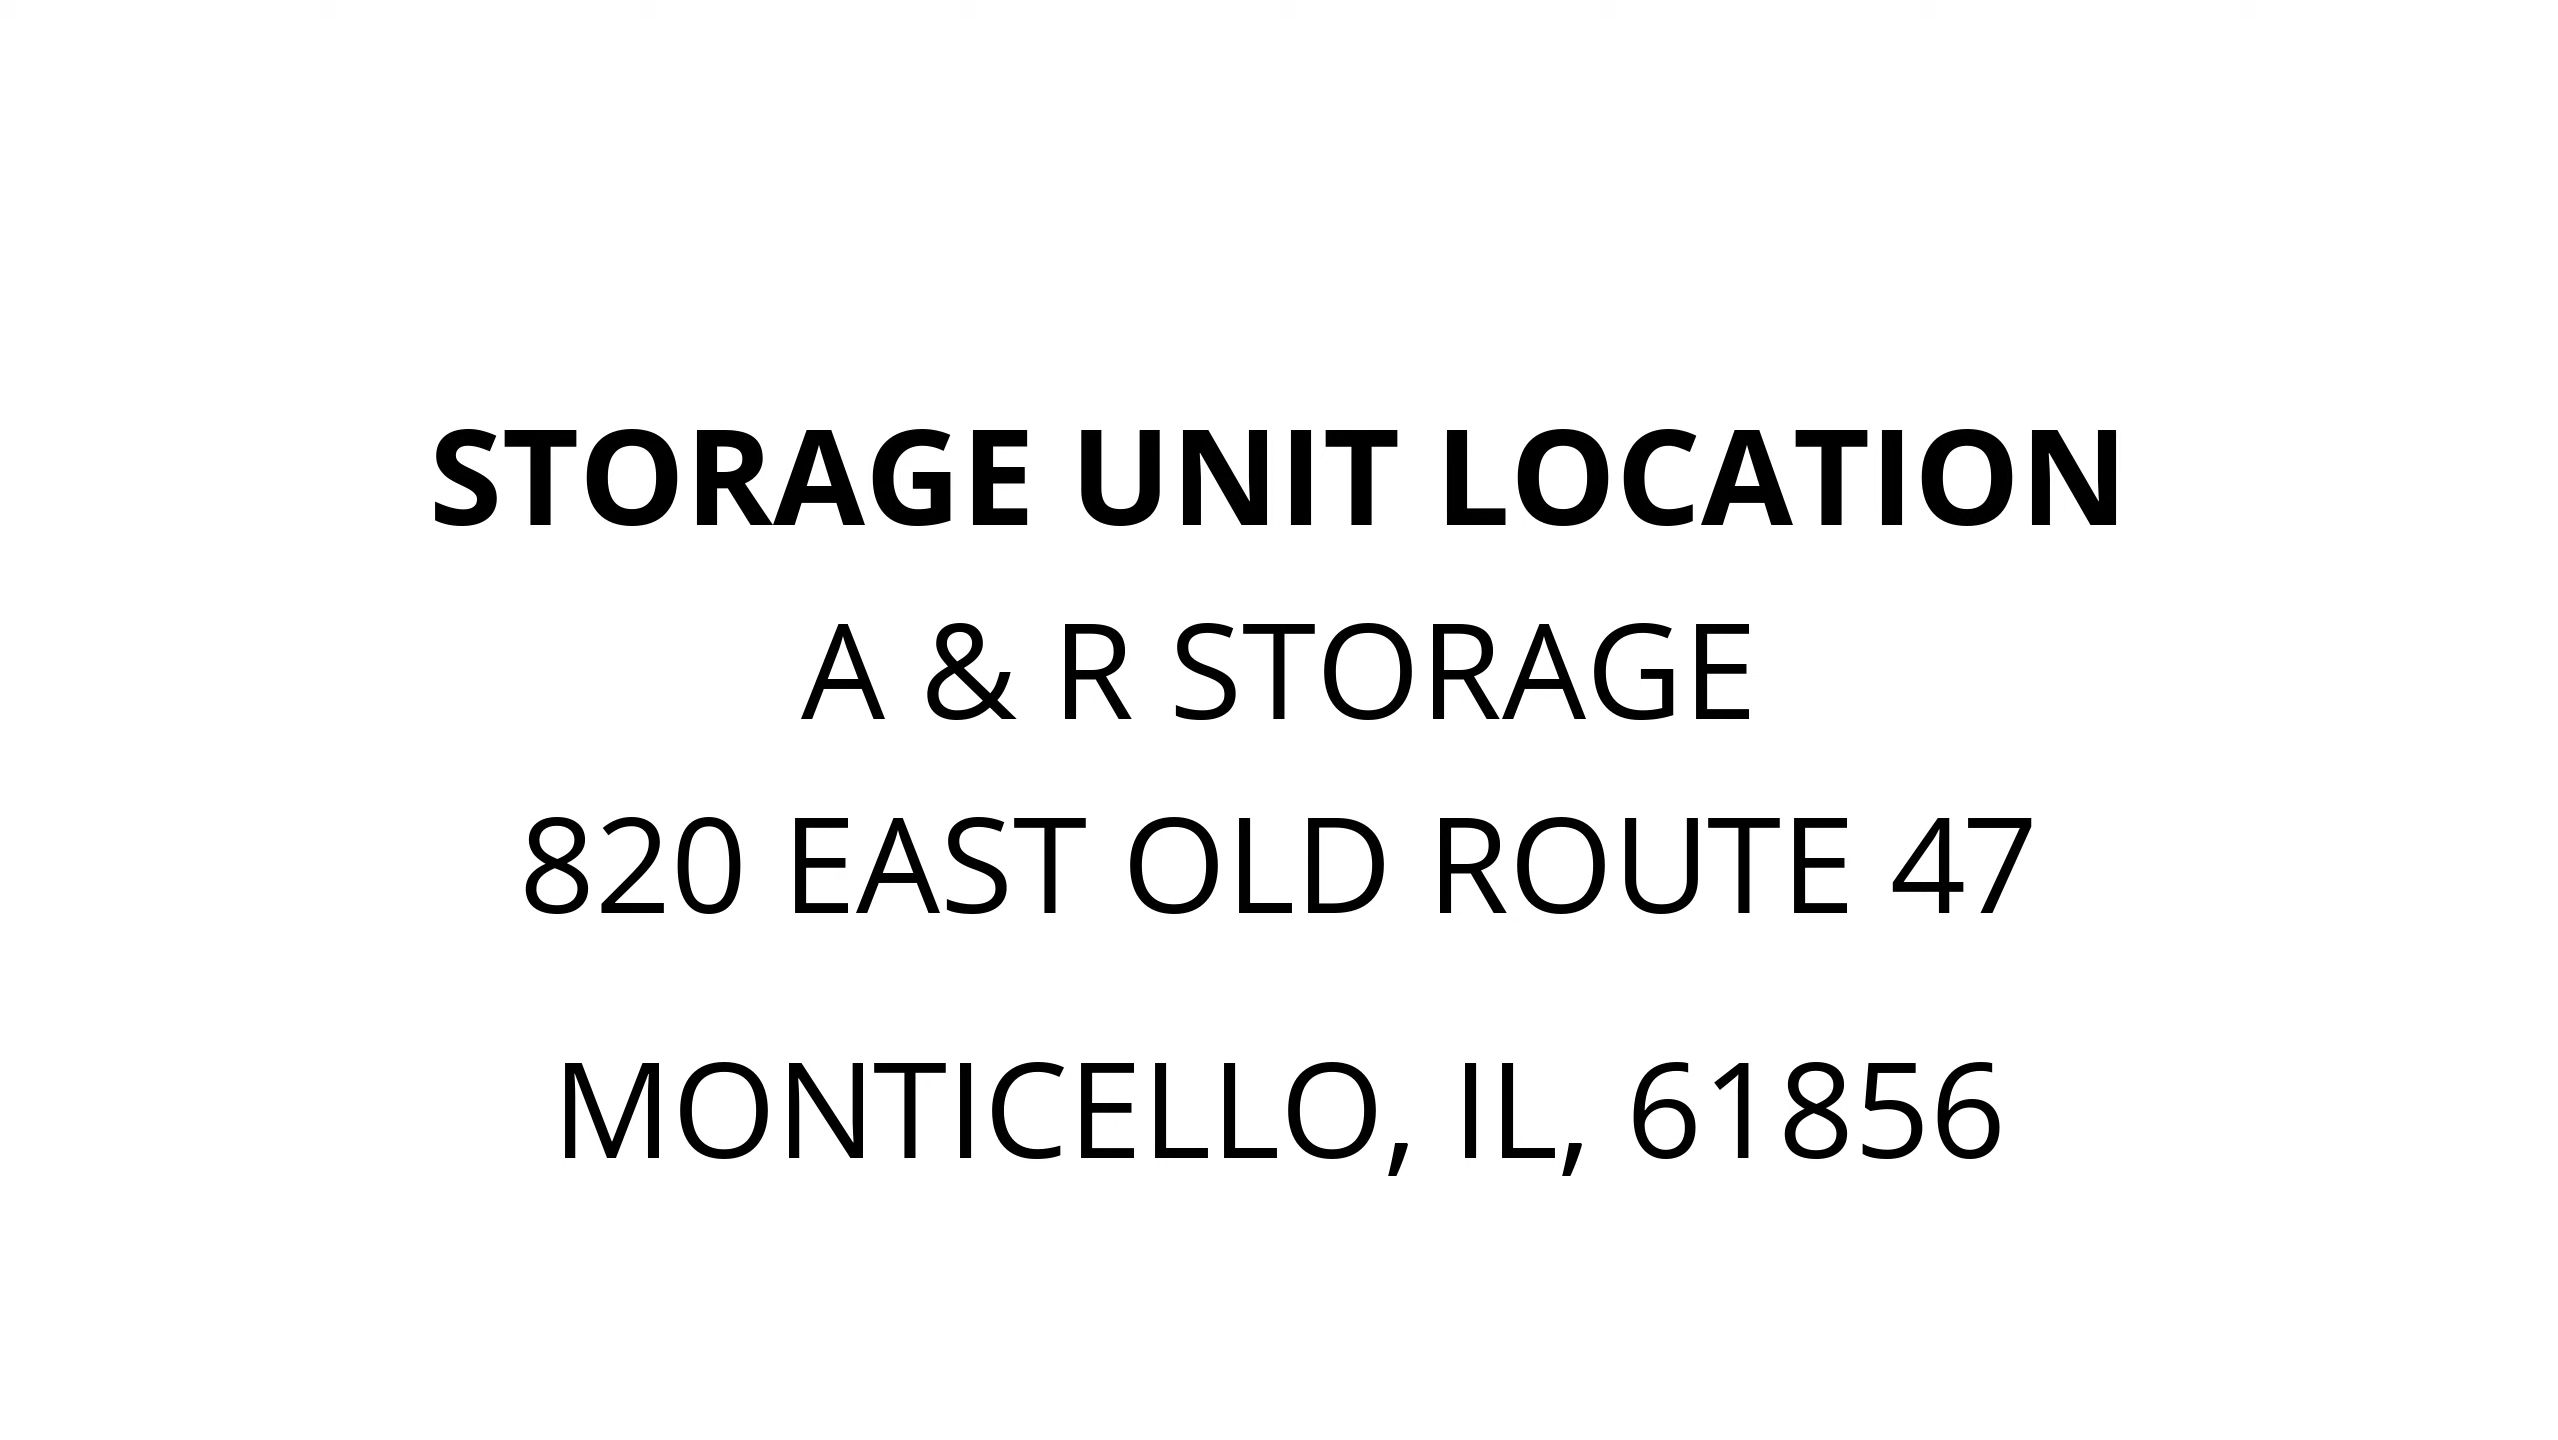 STORAGE UNIT LOCATION
A & R STORAGE
820 EAST OLD ROUTE 47
MONTICELLO, IL, 61856